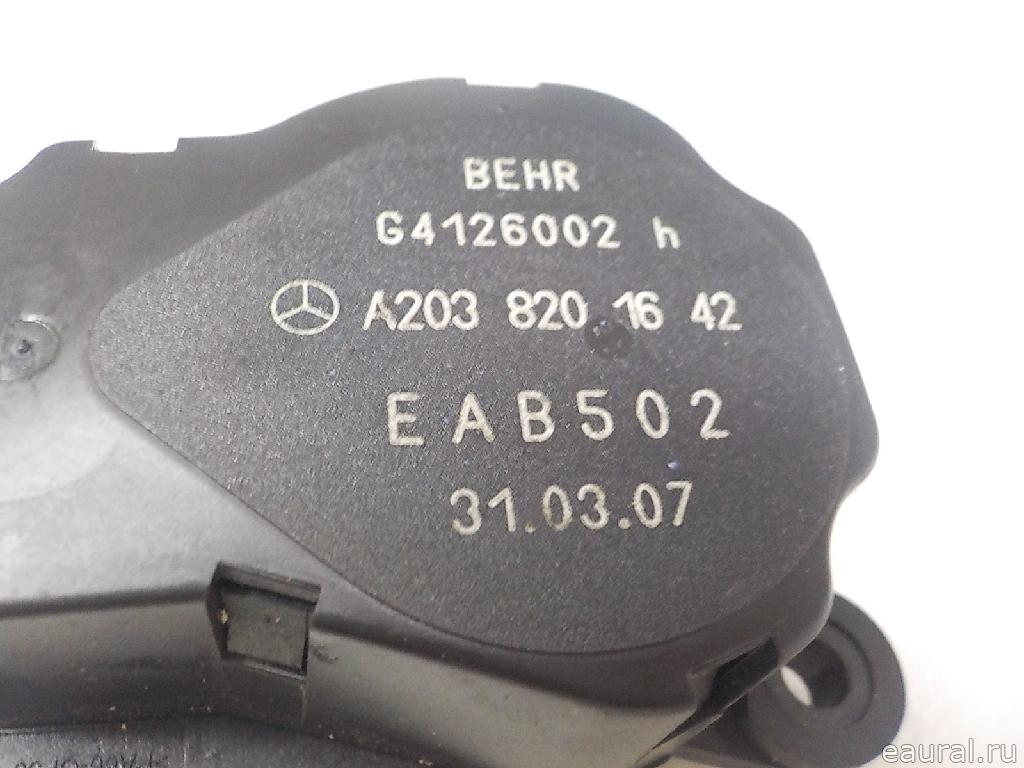 BEHR
G4126002 h
A203 820 16 42
EAB502
31.03.07
eaural.ru